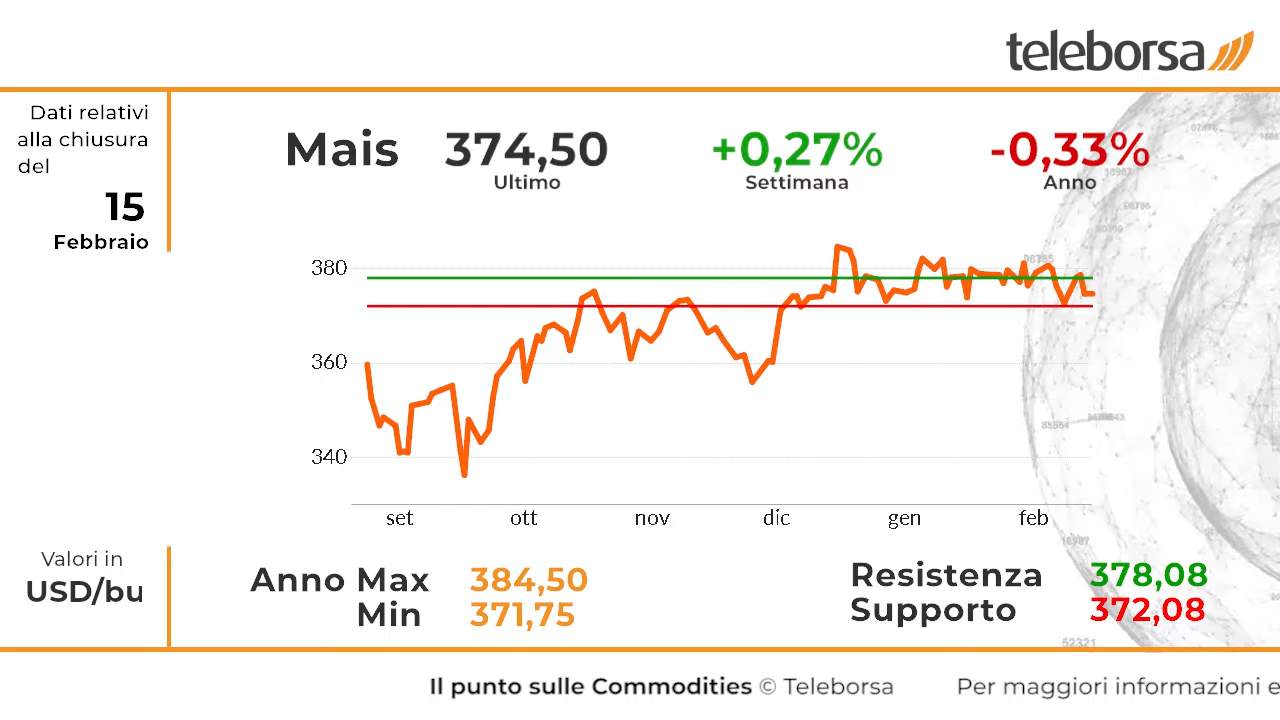 teleborsa
Dati relativi
alla chiusura
del
15
Febbraio
Mais 374,50 +0,27% -0,33%
Ultimo Settimana Anno
380
360
340
set ott nov dic gen feb
Valori in
USD/bu
Anno Max 384,50
Min 371,75
Resistenza 378,08
Supporto 372,08
98765
52321
Il punto sulle Commodities © Teleborsa Per maggiori informazioni e